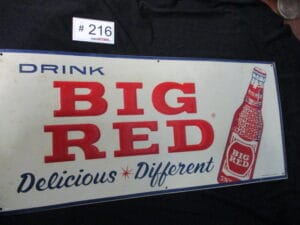 # 216
DRINK
BIG
RED
Delicious * Different
BIG
RED